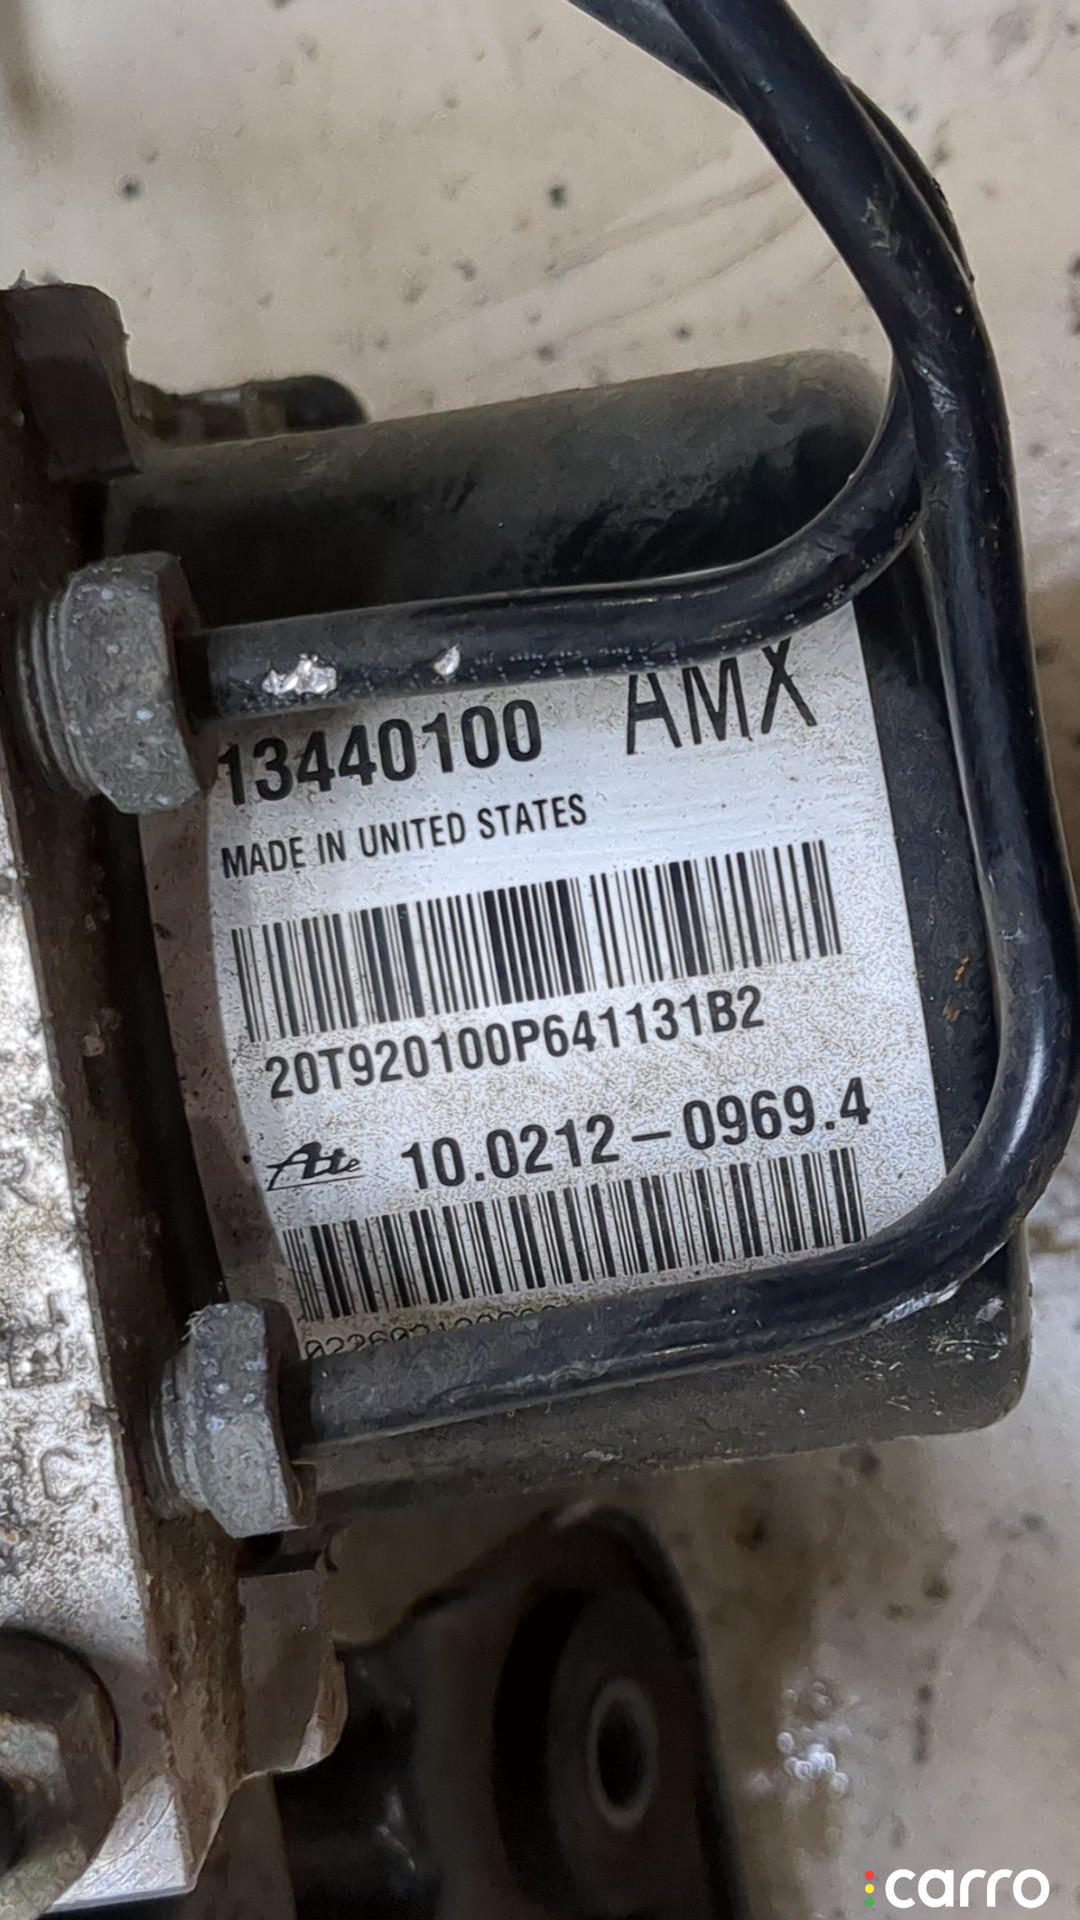 13440100 AMX
MADE IN UNITED STATES
20T920100P641131B2
Ate 10.0212-0969.4
carro